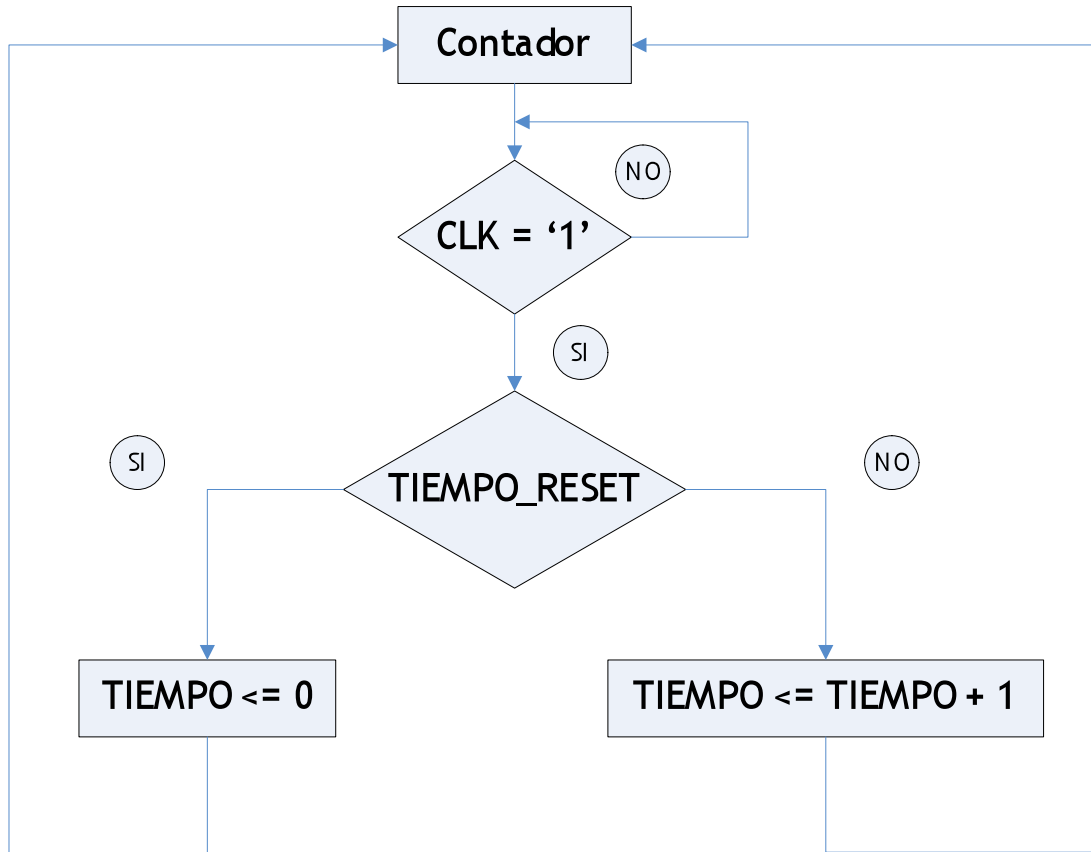 Contador
NO
CLK = ‘1’
SI
SI
NO
TIEMPO_RESET
TIEMPO <= 0
TIEMPO <= TIEMPO + 1